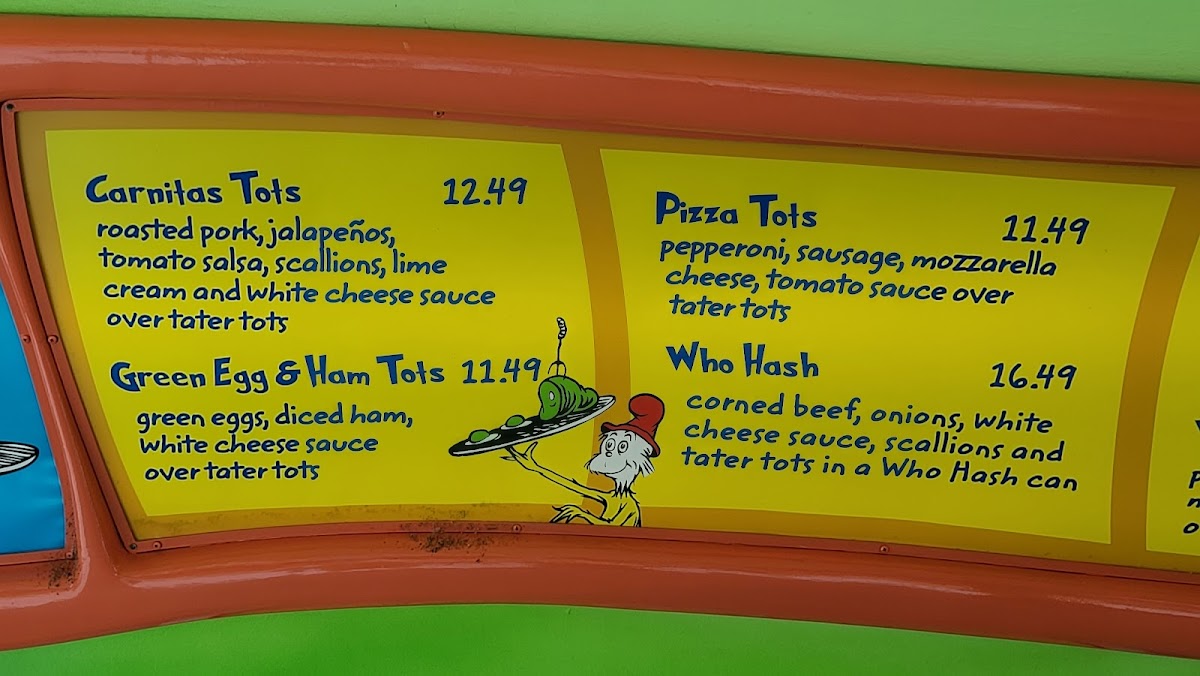 Carnitas Tots 12.49
roasted pork, jalapeños,
tomato salsa, scallions, lime
cream and white cheese sauce
over tater tots
Green Egg & Ham Tots 11.49
green eggs, diced ham,
white cheese sauce
over tater tots
Pizza Tots 11.49
pepperoni, sausage, mozzarella
cheese, tomato sauce over
tater tots
Who Hash 16.49
corned beef, onions, white
cheese sauce, scallions and
tater tots in a Who Hash can